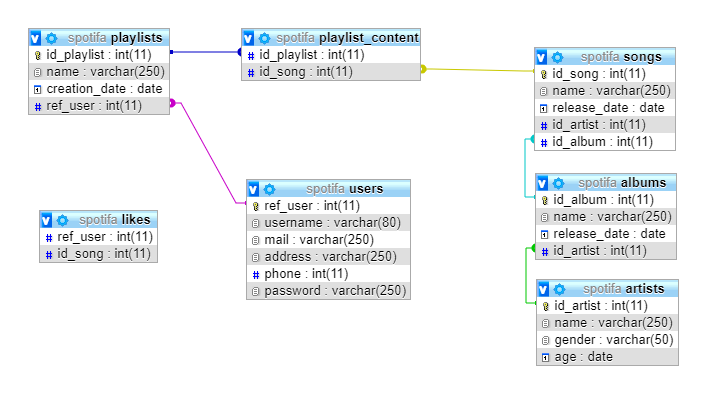 spotifa playlists
id_playlist : int(11)
name : varchar(250)
creation_date : date
ref_user : int(11)
spotifa playlist_content
id_playlist : int(11)
id_song : int(11)
spotifa songs
id_song : int(11)
name : varchar(250)
release_date : date
id_artist : int(11)
id_album : int(11)
spotifa users
ref_user : int(11)
username : varchar(80)
mail : varchar(250)
address : varchar(250)
phone : int(11)
password : varchar(250)
spotifa albums
id_album : int(11)
name : varchar(250)
release_date : date
id_artist : int(11)
spotifa likes
ref_user : int(11)
id_song : int(11)
spotifa artists
id_artist : int(11)
name : varchar(250)
gender : varchar(50)
age : date